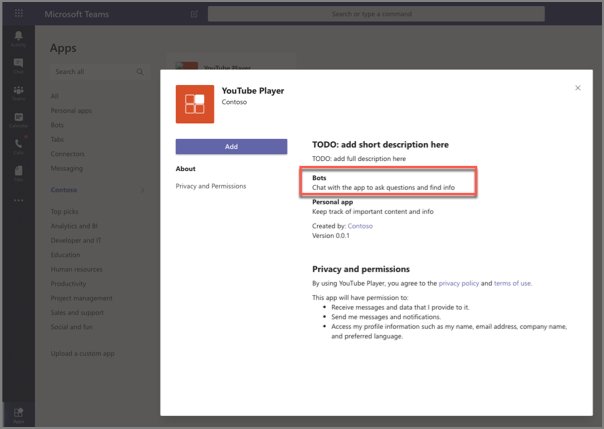 Microsoft Teams
Search or type a command
Activity
Chat
Teams
Calendar
Calls
Files
Apps
Apps
Search all
All
Personal apps
Bots
Tabs
Connectors
Messaging
Contoso
Top picks
Analytics and BI
Developer and IT
Education
Human resources
Productivity
Project management
Sales and support
Social and fun
Upload a custom app
YouTube Player
YouTube Player
Contoso
Add
About
Privacy and Permissions
TODO: add short description here
TODO: add full description here
Bots
Chat with the app to ask questions and find info
Personal app
Keep track of important content and info
Created by: Contoso
Version 0.0.1
Privacy and permissions
By using YouTube Player, you agree to the privacy policy and terms of use.
This app will have permission to:
• Receive messages and data that I provide to it.
• Send me messages and notifications.
• Access my profile information such as my name, email address, company name,
and preferred language.